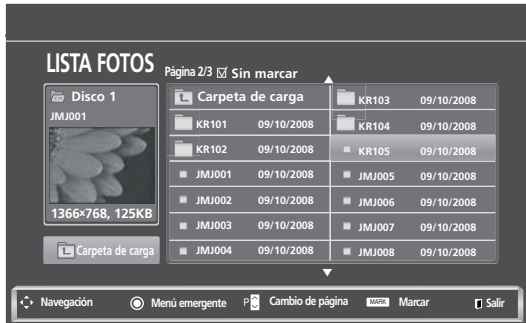 LISTA FOTOS
Página 2/3 ☑ Sin marcar
Disco 1
JMJ001
1366×768, 125KB
Carpeta de carga
Carpeta de carga
KR101 09/10/2008
KR102 09/10/2008
JMJ001 09/10/2008
JMJ002 09/10/2008
JMJ003 09/10/2008
JMJ004 09/10/2008
KR103 09/10/2008
KR104 09/10/2008
KR105 09/10/2008
JMJ005 09/10/2008
JMJ006 09/10/2008
JMJ007 09/10/2008
JMJ008 09/10/2008
Navegación Menú emergente P Cambio de página MARK Marcar Salir